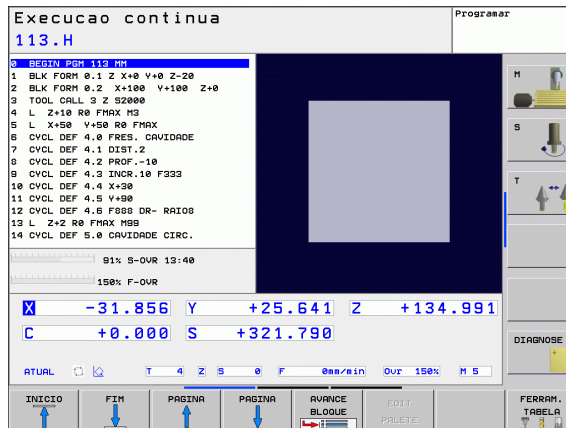 Execucao continua
Programar
113.H
0 BEGIN PGM 113 MM
1 BLK FORM 0.1 Z X+0 Y+0 Z-20
2 BLK FORM 0.2 X+100 Y+100 Z+0
3 TOOL CALL 3 Z S2000
4 L Z+10 R0 FMAX M3
5 L X+50 Y+50 R0 FMAX
6 CYCL DEF 4.0 FRES. CAVIDADE
7 CYCL DEF 4.1 DIST.2
8 CYCL DEF 4.2 PROF.-10
9 CYCL DEF 4.3 INCR.10 F333
10 CYCL DEF 4.4 X+30
11 CYCL DEF 4.5 Y+90
12 CYCL DEF 4.6 F888 DR- RAIO8
13 L Z+2 R0 FMAX M99
14 CYCL DEF 5.0 CAVIDADE CIRC.
M
S
T
91% S-OVR 13:40
150% F-OVR
X -31.856 Y +25.641 Z +134.991
C +0.000 S +321.790
DIAGNOSE
ATUAL T 4 Z S 0 F 0mm/min Ovr 150% M 5
INICIO
FIM
PAGINA
PAGINA
AVANCE
BLOQUE
EDIT
PALETE
FERRAM.
TABELA